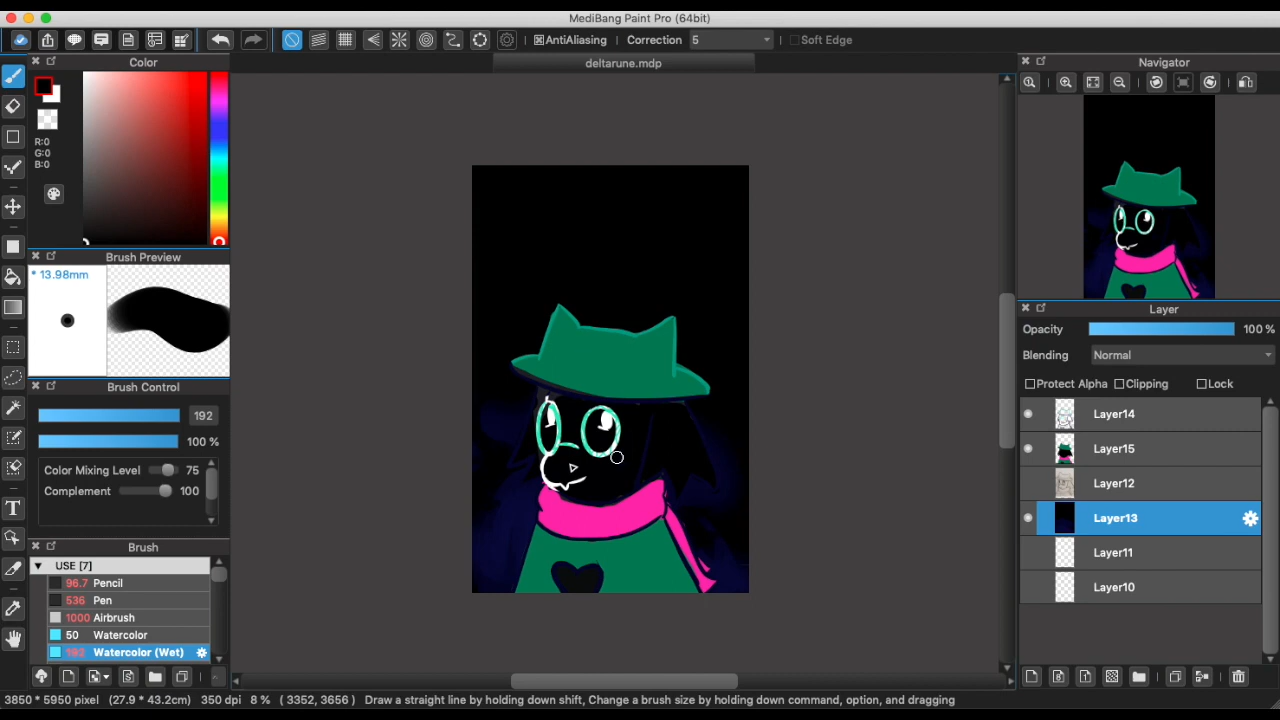 MediBang Paint Pro (64bit)
AntiAliasing Correction 5 Soft Edge
Color
deltarune.mdp
Navigator
R:0
G:0
B:0
Brush Preview
* 13.98mm
Layer
Opacity 100 %
Blending Normal
Protect Alpha Clipping Lock
Brush Control
192
100 %
Color Mixing Level 75
Complement 100
Layer14
Layer15
Layer12
Layer13
Layer11
Layer10
Brush
USE [7]
96.7 Pencil
536 Pen
1000 Airbrush
50 Watercolor
192 Watercolor (Wet)
3850 * 5950 pixel (27.9 * 43.2cm) 350 dpi 8 % ( 3352, 3656 ) Draw a straight line by holding down shift, Change a brush size by holding down command, option, and dragging